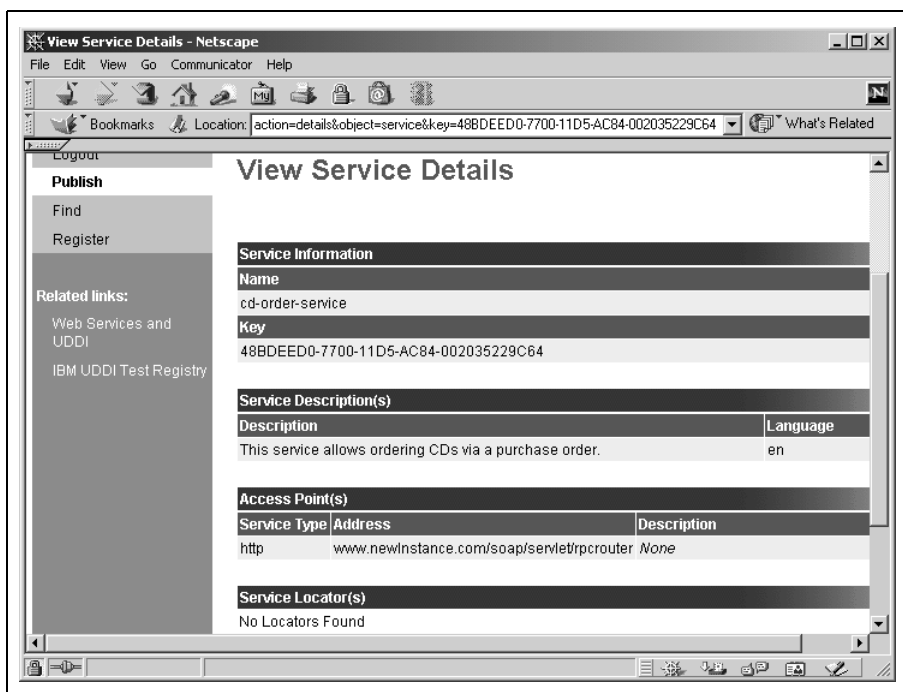 View Service Details - Netscape
File Edit View Go Communicator Help
My
N
Bookmarks Location: action=details&object=service&key=48BDEED0-7700-11D5-AC84-002035229C64 What's Related
Logout
Publish
Find
Register
Related links:
Web Services and
UDDI
IBM UDDI Test Registry
View Service Details
Service Information
Name
cd-order-service
Key
48BDEED0-7700-11D5-AC84-002035229C64
Service Description(s)
Description Language
This service allows ordering CDs via a purchase order. en
Access Point(s)
Service Type Address Description
http www.newInstance.com/soap/servlet/rpcrouter None
Service Locator(s)
No Locators Found